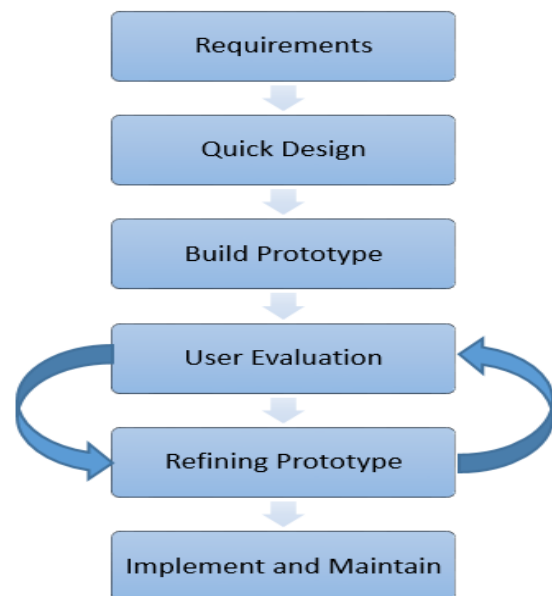 Requirements
Quick Design
Build Prototype
User Evaluation
Refining Prototype
Implement and Maintain